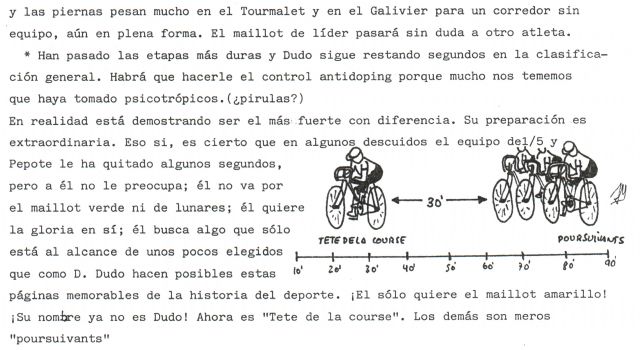 y las piernas pesan mucho en el Tourmalet y en el Galivier para un corredor sin
equipo, aún en plena forma. El maillot de líder pasará sin duda a otro atleta.
* Han pasado las etapas más duras y Dudo sigue restando segundos en la clasifica-
ción general. Habrá que hacerle el control antidoping porque mucho nos tememos
que haya tomado psicotrópicos.(¿pirulas?)
En realidad está demostrando ser el más fuerte con diferencia. Su preparación es
extraordinaria. Eso si, es cierto que en algunos descuidos el equipo de1/5 y
Pepote le ha quitado algunos segundos,
pero a él no le preocupa; él no va por
el maillot verde ni de lunares; él quiere
la gloria en sí; él busca algo que sólo
está al alcance de unos pocos elegidos
que como D. Dudo hacen posibles estas
páginas memorables de la historia del deporte. ¡El sólo quiere el maillot amarillo!
¡Su nombre ya no es Dudo! Ahora es "Tete de la course". Los demás son meros
"poursuivants"
30'
TETE DE LA COURSE
POURSUIVANTS
10' 20' 30' 40' 50' 60' 70' 80' 90'